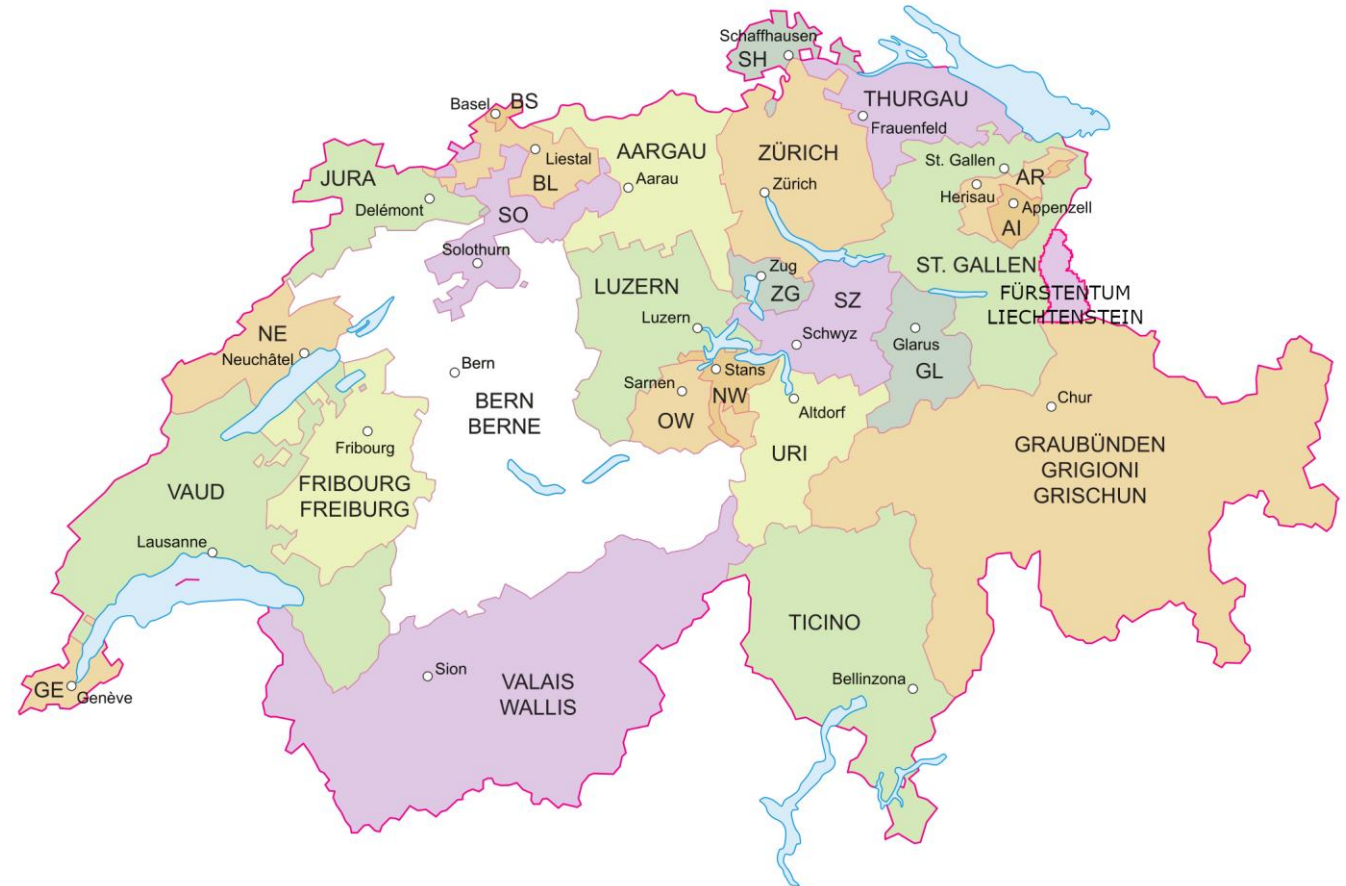 Schaffhausen
SH
Basel
BS
THURGAU
Frauenfeld
Liestal
BL
AARGAU
Aarau
ZÜRICH
Zürich
St. Gallen
AR
Herisau
Appenzell
AI
JURA
Delémont
SO
Solothurn
ST. GALLEN
Zug
ZG
SZ
Schwyz
LUZERN
Luzern
FÜRSTENTUM
LIECHTENSTEIN
NE
Neuchâtel
Glarus
GL
Bern
BERN
BERNE
Stans
NW
Sarnen
OW
Altdorf
URI
Chur
GRAUBÜNDEN
GRIGIONI
GRISCHUN
Fribourg
FRIBOURG
FREIBURG
VAUD
Lausanne
TICINO
Bellinzona
Sion
VALAIS
WALLIS
GE
Genève